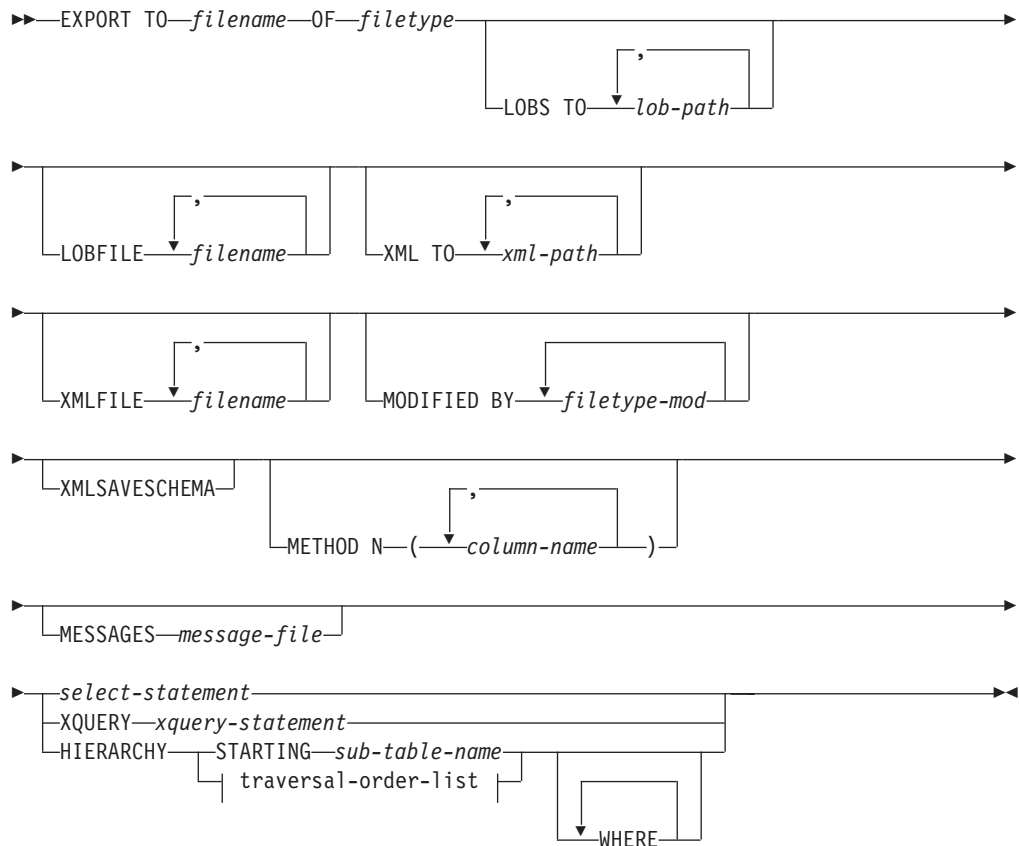 EXPORT TO filename OF filetype
,
LOBS TO lob-path
, ,
LOBFILE filename XML TO xml-path
,
XMLFILE filename MODIFIED BY filetype-mod
XMLSAVESCHEMA
,
METHOD N ( column-name )
MESSAGES message-file
select-statement
XQUERY xquery-statement
HIERARCHY STARTING sub-table-name
traversal-order-list
WHERE